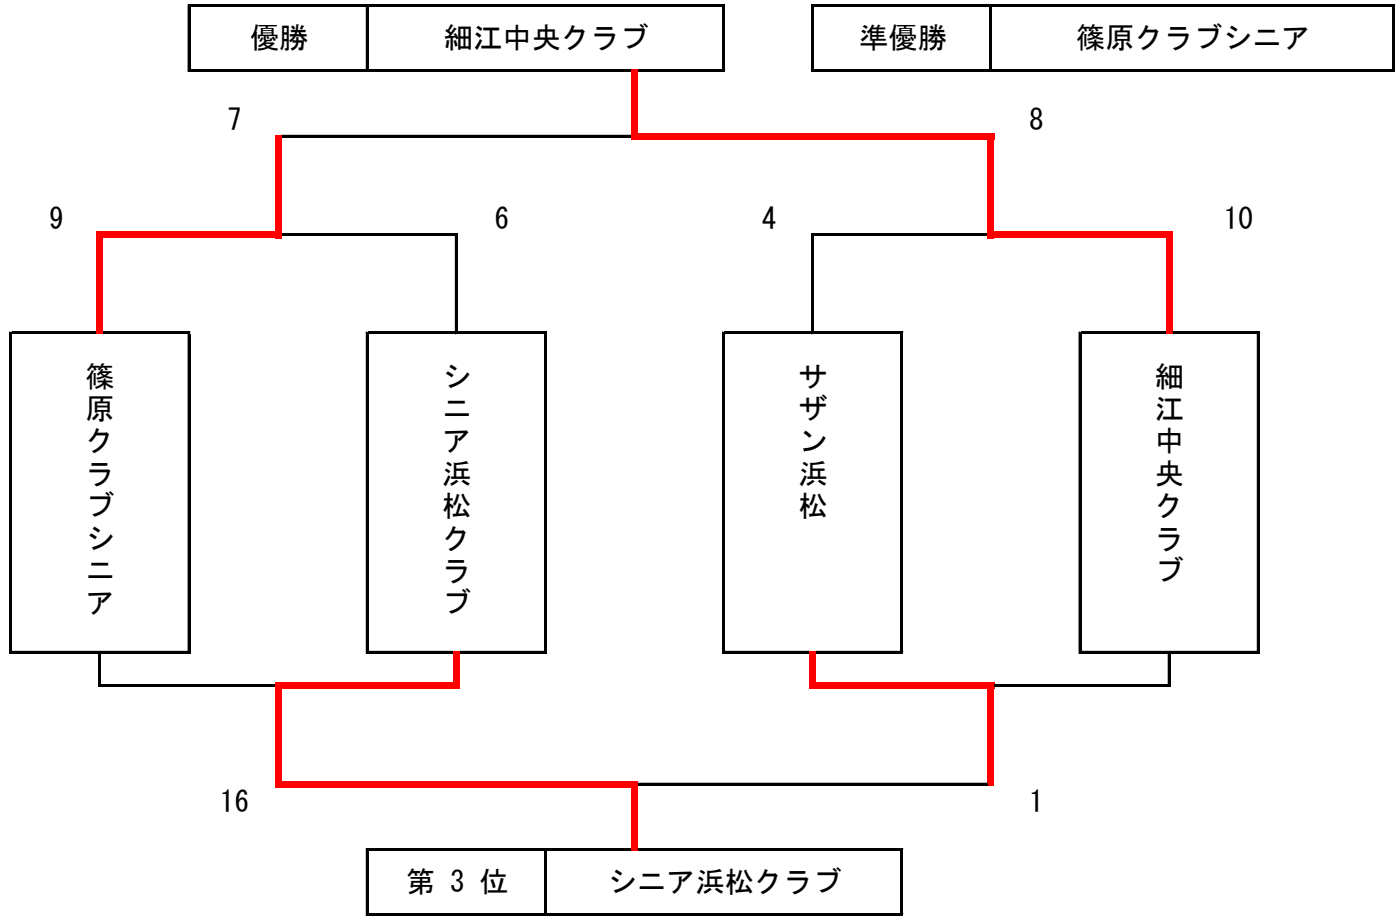 優勝 細江中央クラブ 準優勝 篠原クラブシニア
7 8
9 6 4 10
篠原クラブシニア
シニア浜松クラブ
サザン浜松
細江中央クラブ
16 1
第 3 位 シニア浜松クラブ